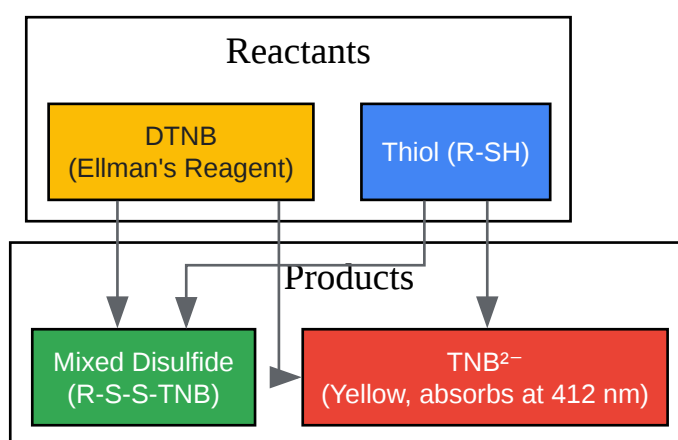 Reactants
DTNB
(Ellman's Reagent)
Thiol (R-SH)
Products
Mixed Disulfide
(R-S-S-TNB)
TNB²⁻
(Yellow, absorbs at 412 nm)